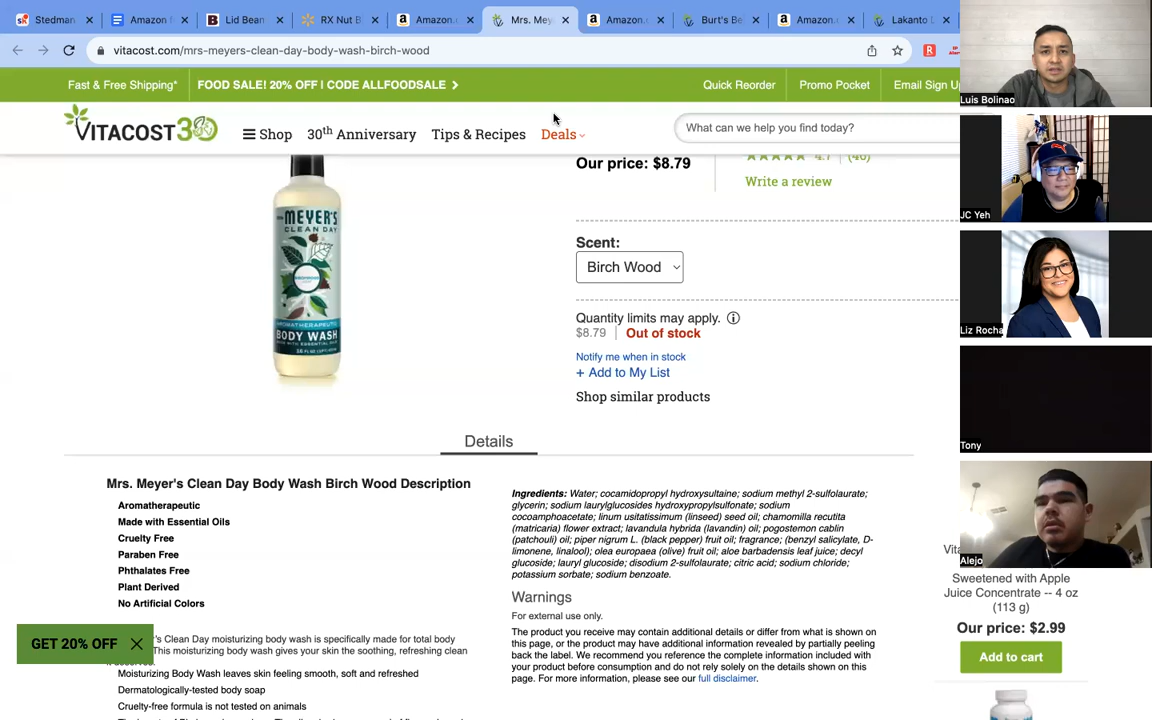 Stedman
Amazon
Lid Bean
RX Nut B
Amazon.
Mrs. Mey
Amazon.
Burt's Be
Amazon.
Lakanto
vitacost.com/mrs-meyers-clean-day-body-wash-birch-wood
Fast & Free Shipping*
FOOD SALE! 20% OFF I CODE ALLFOODSALE
Quick Reorder
Promo Pocket
Email Sign
VITACOST 30
Shop
30th Anniversary
Tips & Recipes
Deals
What can we help you find today?
Our price: $8.79
4.7
Write a review
Scent:
Birch Wood
Quantity limits may apply.
$8.79
Out of stock
Notify me when in stock
+ Add to My List
Shop similar products
MEYER'S
CLEAN DAY
AROMATHERAPEUTIC
BODY WASH
Details
Mrs. Meyer's Clean Day Body Wash Birch Wood Description
Aromatherapeutic
Made with Essential Oils
Cruelty Free
Paraben Free
Phthalates Free
Plant Derived
No Artificial Colors
's Clean Day moisturizing body wash is specifically made for total body
This moisturizing body wash gives your skin the soothing, refreshing clean
Moisturizing Body Wash leaves skin feeling smooth, soft and refreshed
Dermatologically-tested body soap
Cruelty-free formula is not tested on animals
GET 20% OFF
Ingredients: Water; cocamidopropyl hydroxysultaine; sodium methyl 2-sulfolaurate;
glycerin; sodium laurylglucosides hydroxypropylsulfonate; sodium
cocoamphoacetate; linum usitatissimum (linseed) seed oil; chamomilla recutita
(matricaria) flower extract; lavandula hybrida (lavandin) oil; pogostemon cablin
(patchouli) oil; piper nigrum L. (black pepper) fruit oil; fragrance; (benzyl salicylate, D-
limonene, linalool); olea europaea (olive) fruit oil; aloe barbadensis leaf juice; decyl
glucoside; lauryl glucoside; disodium 2-sulfolaurate; citric acid; sodium chloride;
potassium sorbate; sodium benzoate.
Warnings
For external use only.
The product you receive may contain additional details or differ from what is shown on
this page, or the product may have additional information revealed by partially peeling
back the label. We recommend you reference the complete information included with
your product before consumption and do not rely solely on the details shown on this
page. For more information, please see our full disclaimer.
Sweetened with Apple
Juice Concentrate -- 4 oz
(113 g)
Our price: $2.99
Add to cart
Luis Bolinao
JC Yeh
Liz Rocha
Tony
Alejo